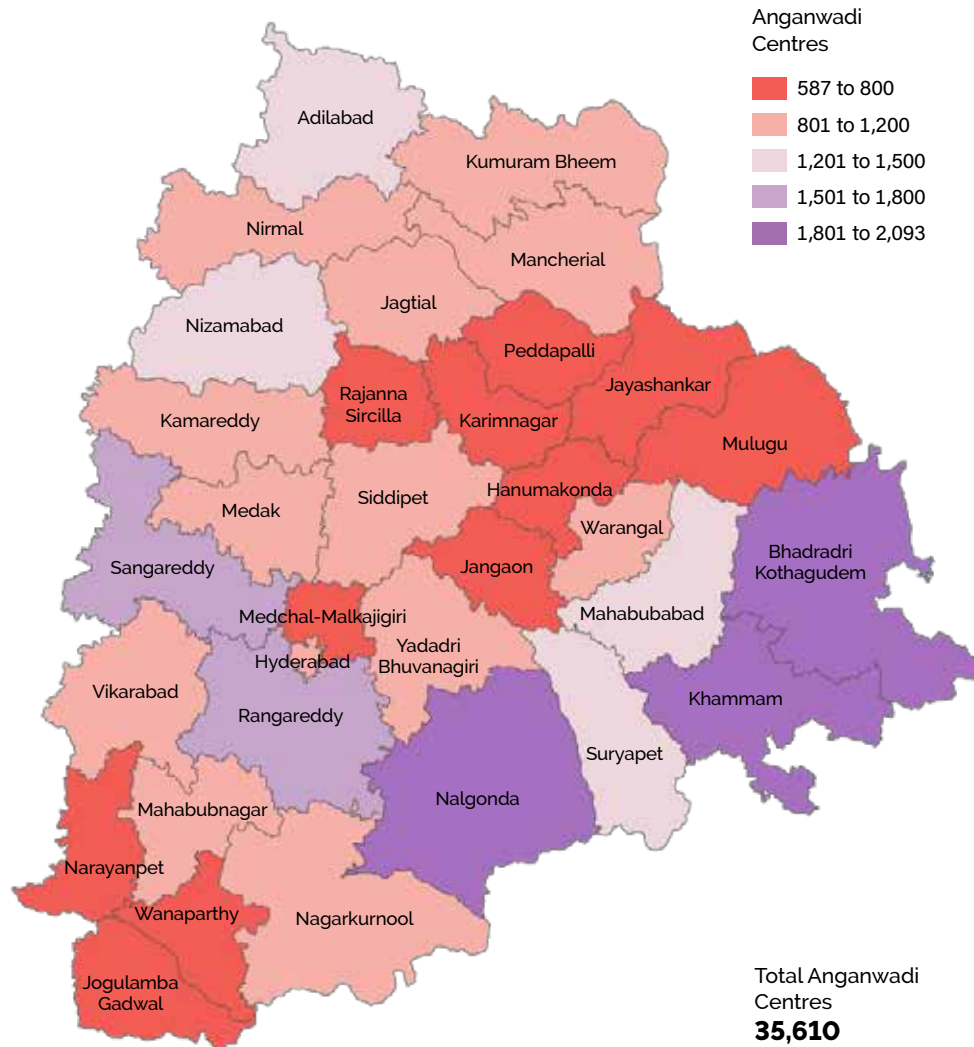 Anganwadi
Centres
587 to 800
801 to 1,200
1,201 to 1,500
1,501 to 1,800
1,801 to 2,093
Adilabad
Kumuram Bheem
Nirmal
Mancherial
Jagtial
Nizamabad
Peddapalli
Jayashankar
Rajanna
Sircilla
Karimnagar
Kamareddy
Mulugu
Hanumakonda
Siddipet
Medak
Warangal
Bhadradri
Kothagudem
Sangareddy
Jangaon
Mahabubabad
Medchal-Malkajigiri
Yadadri
Bhuvanagiri
Hyderabad
Vikarabad
Khammam
Rangareddy
Suryapet
Nalgonda
Mahabubnagar
Narayanpet
Wanaparthy
Nagarkurnool
Jogulamba
Gadwal
Total Anganwadi
Centres
35,610